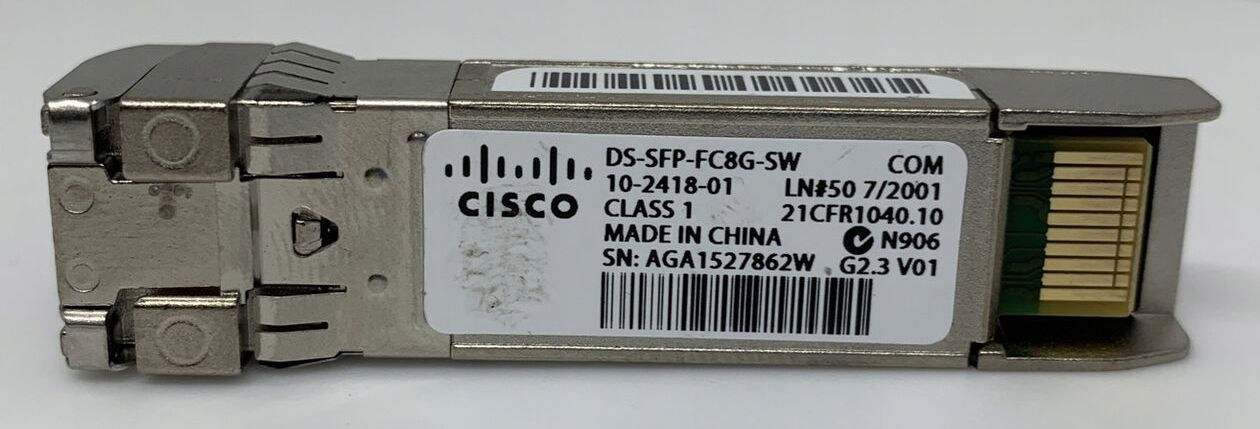 CISCO
DS-SFP-FC8G-SW COM
10-2418-01 LN#50 7/2001
CLASS 1 21CFR1040.10
MADE IN CHINA N906
SN: AGA1527862W G2.3 V01